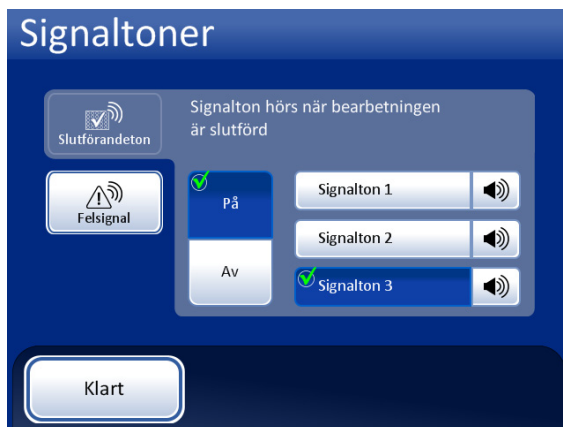 Signaltoner
Slutförandeton
Signalton hörs när bearbetningen
är slutförd
Felsignal
På
Av
Signalton 1
Signalton 2
Signalton 3
Klart